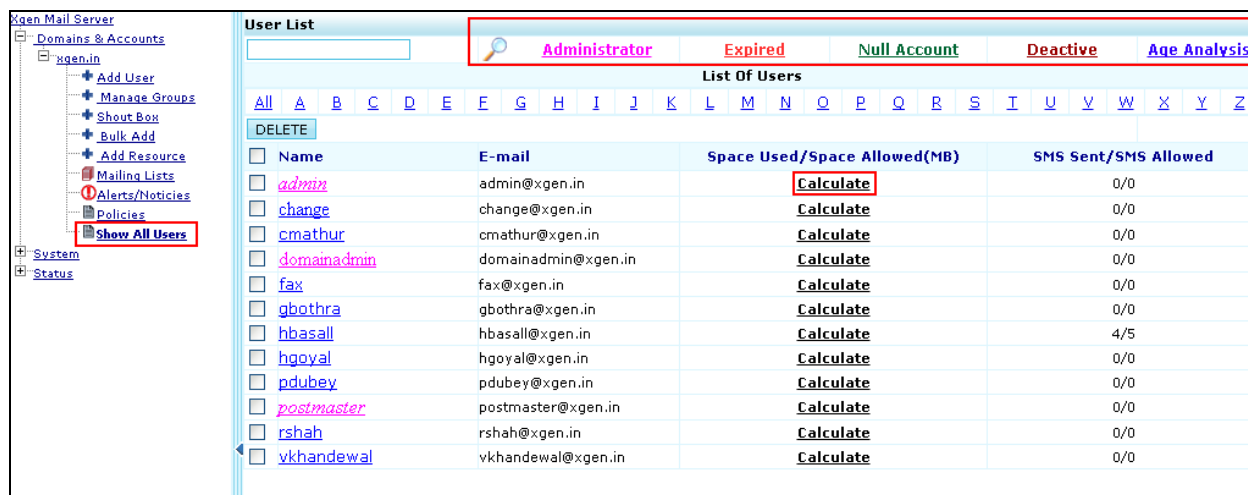 Xgen Mail Server
Domains & Accounts
xgen.in
Add User
Manage Groups
Shout Box
Bulk Add
Add Resource
Mailing Lists
Alerts/Noticies
Policies
Show All Users
System
Status
User List
Administrator Expired Null Account Deactive Age Analysis
List Of Users
All A B C D E F G H I J K L M N O P Q R S T U V W X Y Z
DELETE
Name E-mail Space Used/Space Allowed(MB) SMS Sent/SMS Allowed
admin admin@xgen.in Calculate 0/0
change change@xgen.in Calculate 0/0
cmathur cmathur@xgen.in Calculate 0/0
domainadmin domainadmin@xgen.in Calculate 0/0
fax fax@xgen.in Calculate 0/0
gbothra gbothra@xgen.in Calculate 0/0
hbasall hbasall@xgen.in Calculate 4/5
hgoyal hgoyal@xgen.in Calculate 0/0
pdubey pdubey@xgen.in Calculate 0/0
postmaster postmaster@xgen.in Calculate 0/0
rshah rshah@xgen.in Calculate 0/0
vkhandewal vkhandewal@xgen.in Calculate 0/0